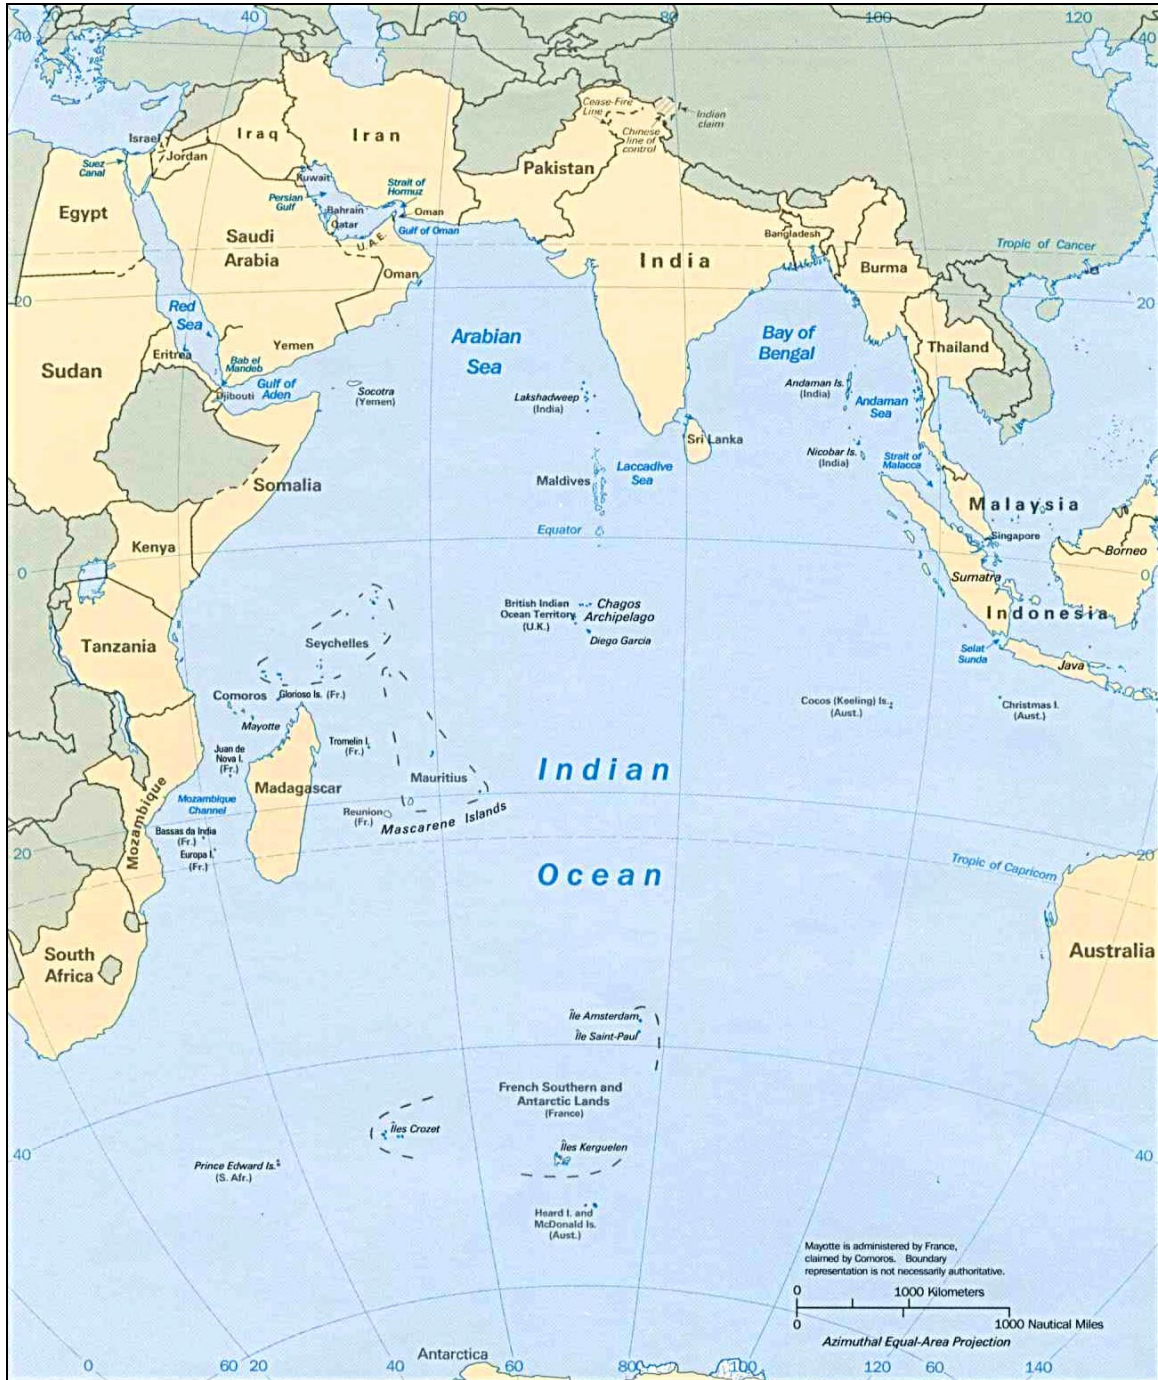 20
40
60
80
100
120
40
40
Cease-Fire
Line
Indian
claim
Chinese
line of
control
Israel
Iraq
Iran
Jordan
Suez
Canal
Kuwait
Pakistan
Persian
Gulf
Strait of
Hormuz
Egypt
Bahrain
Qatar
Oman
Gulf of Oman
U.A.E.
Saudi
Arabia
Oman
India
Bangladesh
Burma
Tropic of Cancer
20
20
Red
Sea
Arabian
Sea
Bay of
Bengal
Thailand
Yemen
Eritrea
Bab el
Mandeb
Sudan
Gulf of
Aden
Djibouti
Socotra
(Yemen)
Lakshadweep
(India)
Andaman Is.
(India)
Andaman
Sea
Sri Lanka
Nicobar Is.
(India)
Strait of
Malacca
Laccadive
Sea
Maldives
Somalia
Malaysia
Equator
Singapore
Kenya
Borneo
0
0
Sumatra
British Indian
Ocean Territory
(U.K.)
Chagos
Archipelago
Diego Garcia
Indonesia
Seychelles
Tanzania
Selat
Sunda
Java
Comoros
Glorioso Is. (Fr.)
Mayotte
Cocos (Keeling) Is.
(Aust.)
Christmas I.
(Aust.)
Juan de
Nova I.
(Fr.)
Tromelin I.
(Fr.)
Indian
Mauritius
Madagascar
Mozambique
Mozambique
Channel
Reunion
(Fr.)
Mascarene Islands
Bassas da India
(Fr.)
Europa I.
(Fr.)
20
20
Ocean
Tropic of Capricorn
South
Africa
Australia
Île Amsterdam
Île Saint-Paul
French Southern and
Antarctic Lands
(France)
Îles Crozet
Îles Kerguelen
40
40
Prince Edward Is.
(S. Afr.)
Heard I. and
McDonald Is.
(Aust.)
Mayotte is administered by France,
claimed by Comoros. Boundary
representation is not necessarily authoritative.
0
1000 Kilometers
0
1000 Nautical Miles
Azimuthal Equal-Area Projection
Antarctica
0
60
20
40
60
80
100
120
60
140